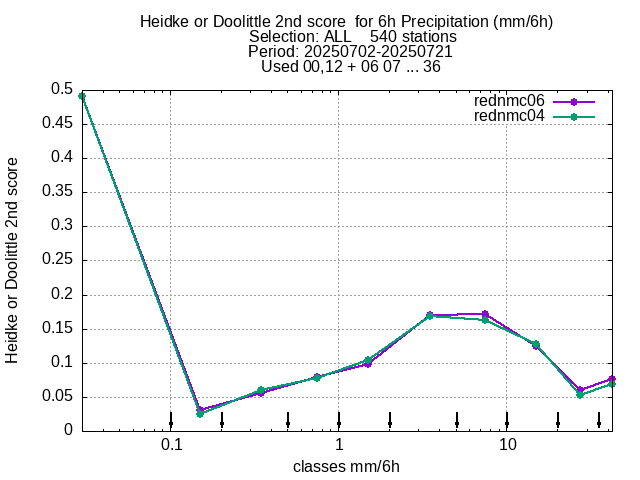 Heidke or Doolittle 2nd score  for 6h Precipitation (mm/6h)
Selection: ALL    540 stations
Period: 20250702-20250721
Used 00,12 + 06 07 ... 36
rednmc06
rednmc04
0.5
0.45
0.4
0.35
0.3
0.25
0.2
0.15
0.1
0.05
0
Heidke or Doolittle 2nd score
0.1 1 10
classes mm/6h